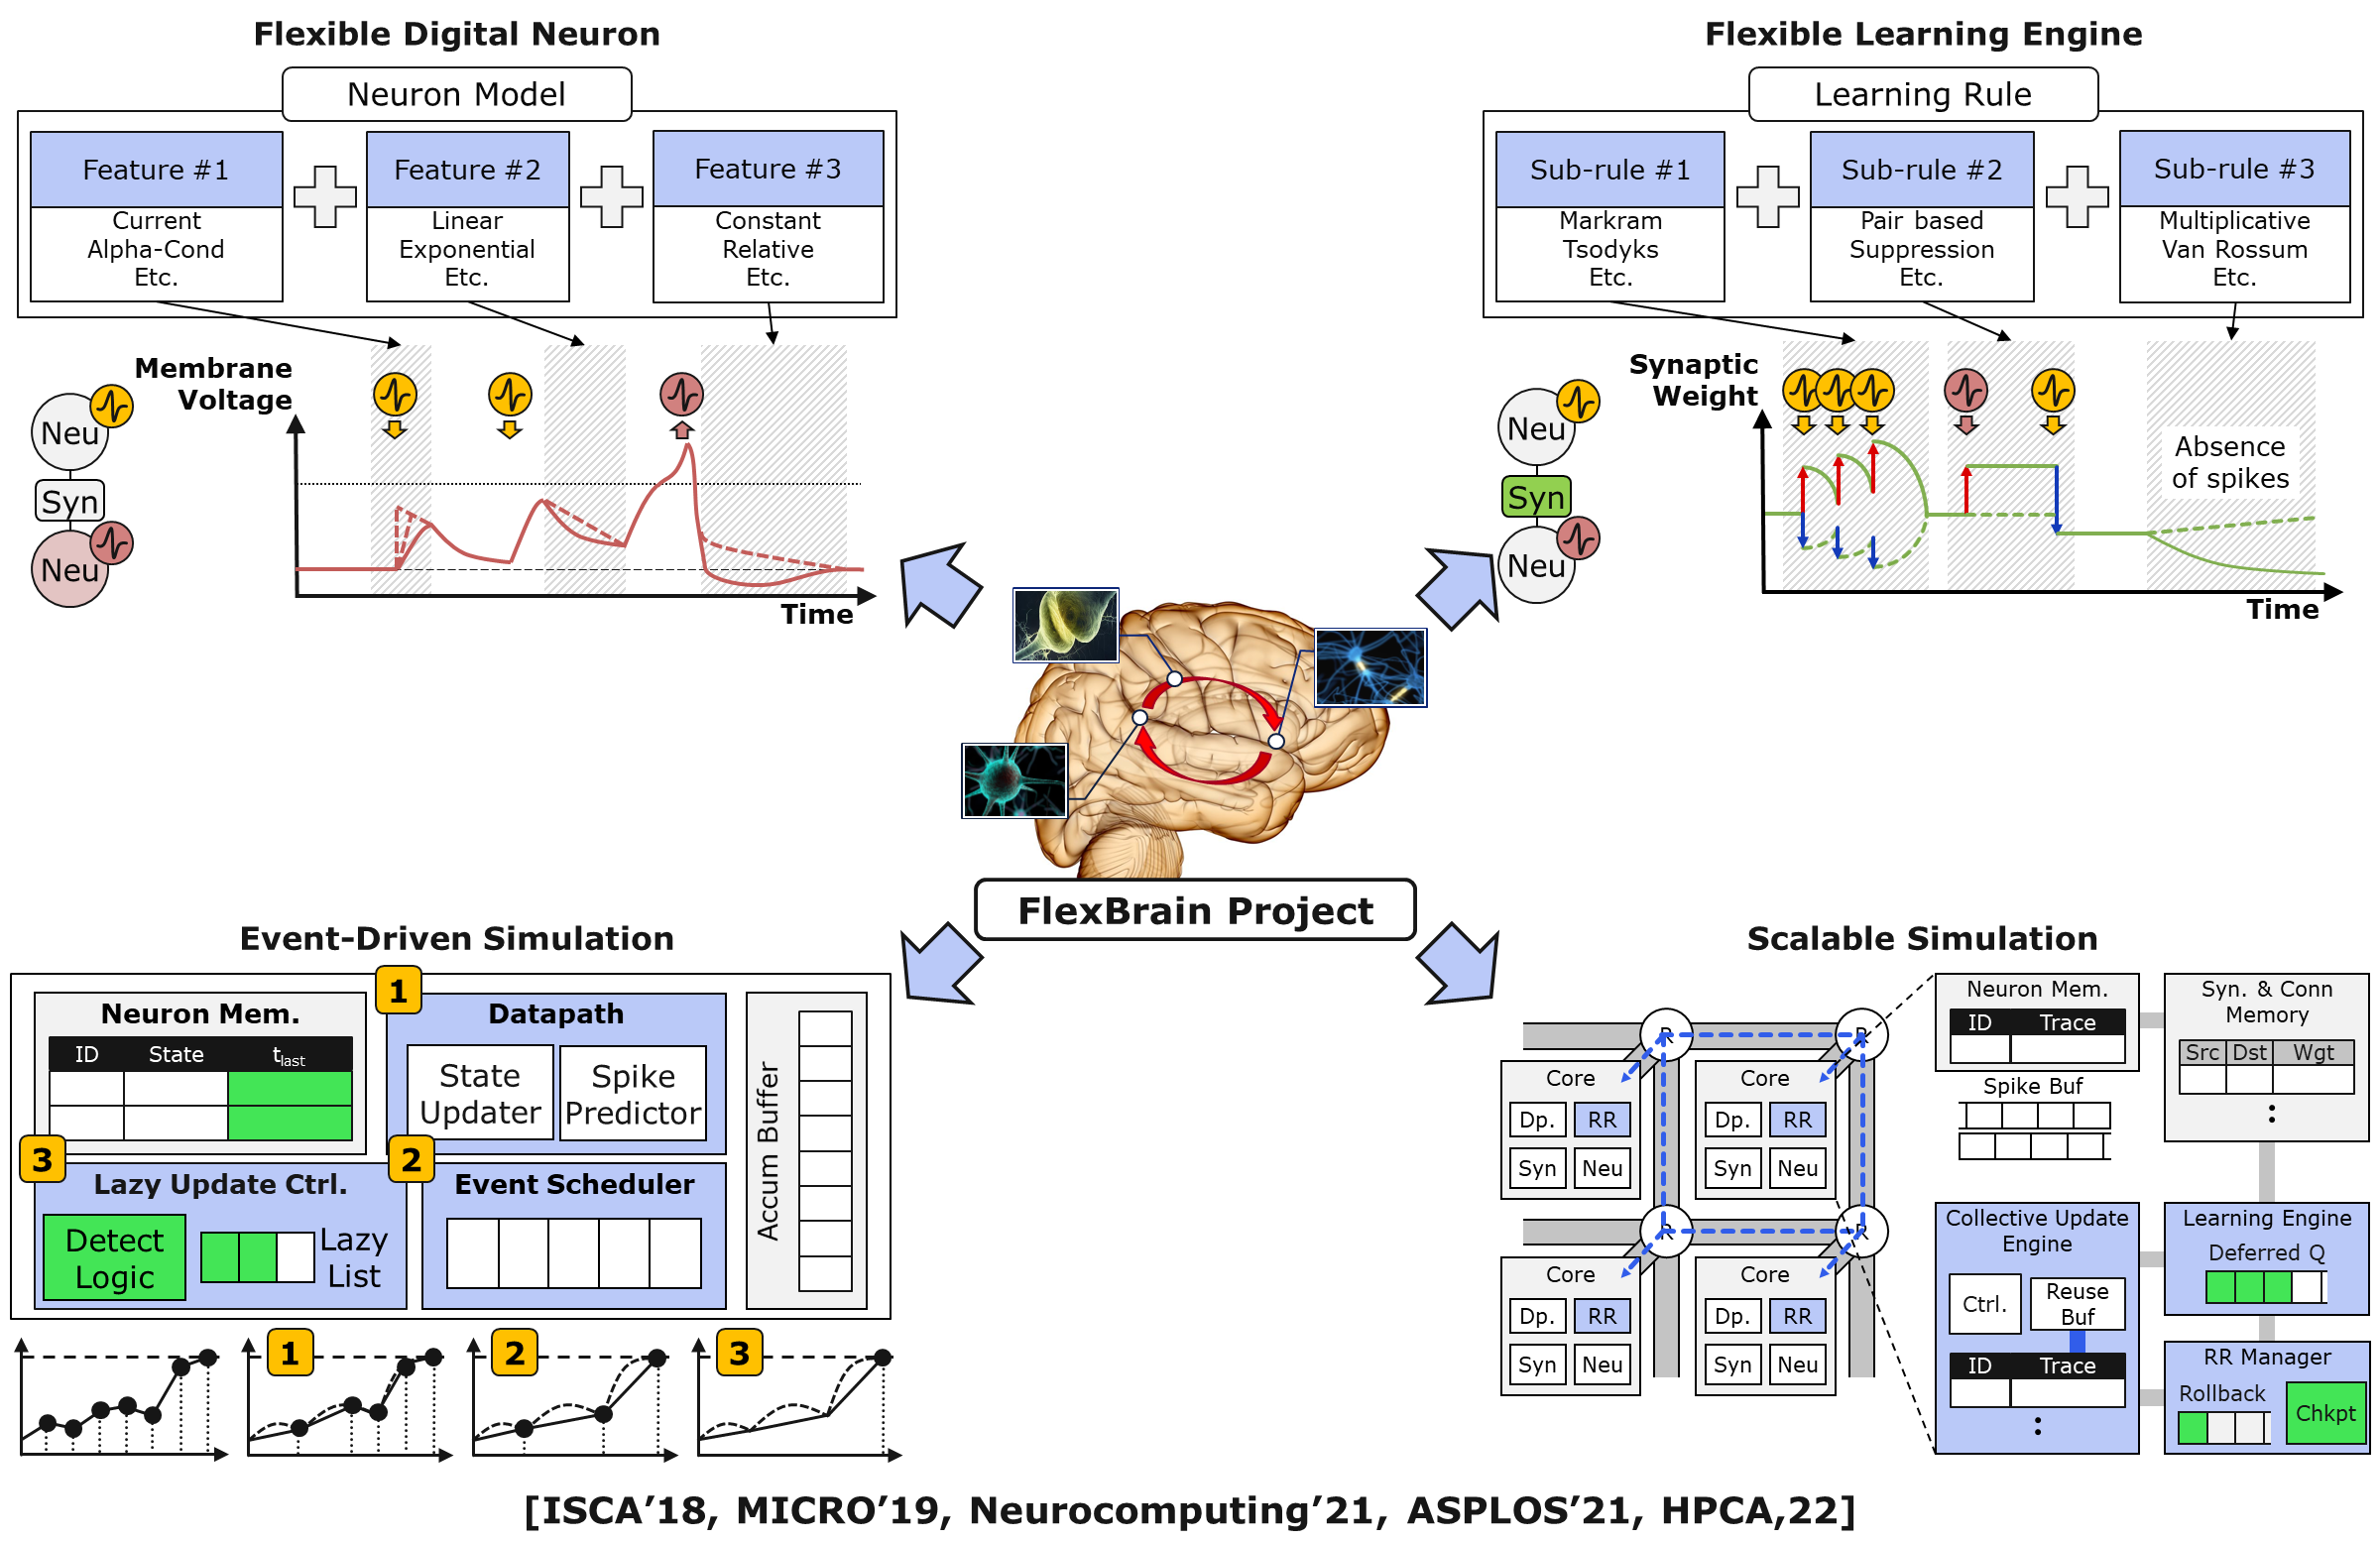 Flexible Digital Neuron
Neuron Model
Feature #1
Current
Alpha-Cond
Etc.
Feature #2
Linear
Exponential
Etc.
Feature #3
Constant
Relative
Etc.
Membrane
Voltage
Neu
Syn
Neu
Time
Flexible Learning Engine
Learning Rule
Sub-rule #1
Markram
Tsodyks
Etc.
Sub-rule #2
Pair based
Suppression
Etc.
Sub-rule #3
Multiplicative
Van Rossum
Etc.
Synaptic
Weight
Neu
Syn
Neu
Absence
of spikes
Time
FlexBrain Project
Event-Driven Simulation
Neuron Mem.
ID State tlast
1
Datapath
State
Updater
Spike
Predictor
Accum Buffer
3
Lazy Update Ctrl.
Detect
Logic
Lazy
List
2
Event Scheduler
1
2
3
Scalable Simulation
R
R
Core
Dp. RR
Syn Neu
Core
Dp. RR
Syn Neu
R
R
Core
Dp. RR
Syn Neu
Core
Dp. RR
Syn Neu
Neuron Mem.
ID Trace
Spike Buf
Syn. & Conn
Memory
Src Dst Wgt
:
Collective Update
Engine
Ctrl.
Reuse
Buf
ID Trace
:
Learning Engine
Deferred Q
RR Manager
Rollback
Chkpt
[ISCA’18, MICRO’19, Neurocomputing’21, ASPLOS’21, HPCA,22]